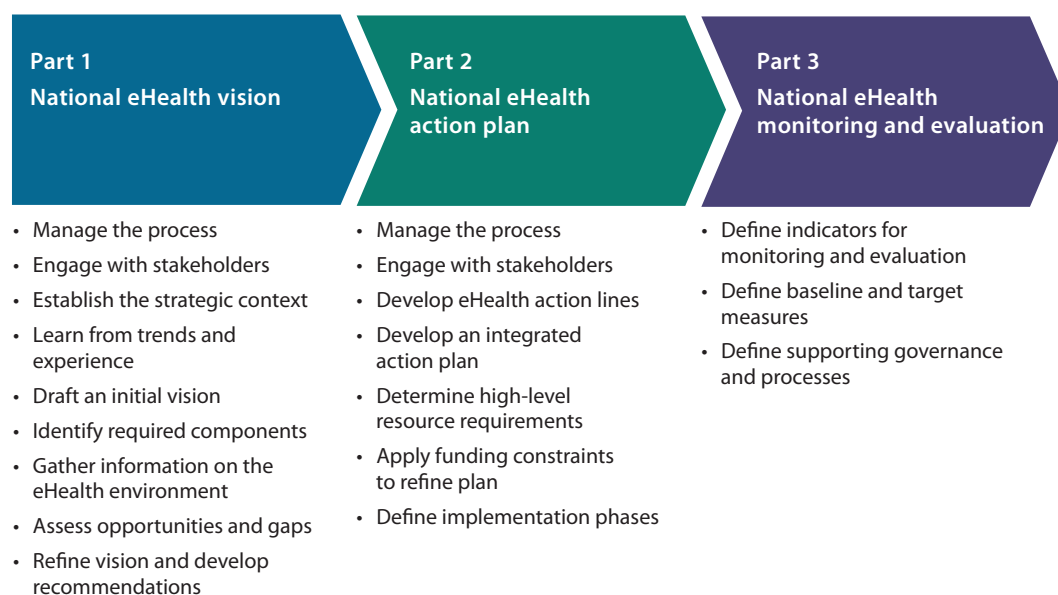 Part 1
National eHealth vision
• Manage the process
• Engage with stakeholders
• Establish the strategic context
• Learn from trends and
experience
• Draft an initial vision
• Identify required components
• Gather information on the
eHealth environment
• Assess opportunities and gaps
• Refine vision and develop
recommendations
Part 2
National eHealth
action plan
• Manage the process
• Engage with stakeholders
• Develop eHealth action lines
• Develop an integrated
action plan
• Determine high-level
resource requirements
• Apply funding constraints
to refine plan
• Define implementation phases
Part 3
National eHealth
monitoring and evaluation
• Define indicators for
monitoring and evaluation
• Define baseline and target
measures
• Define supporting governance
and processes